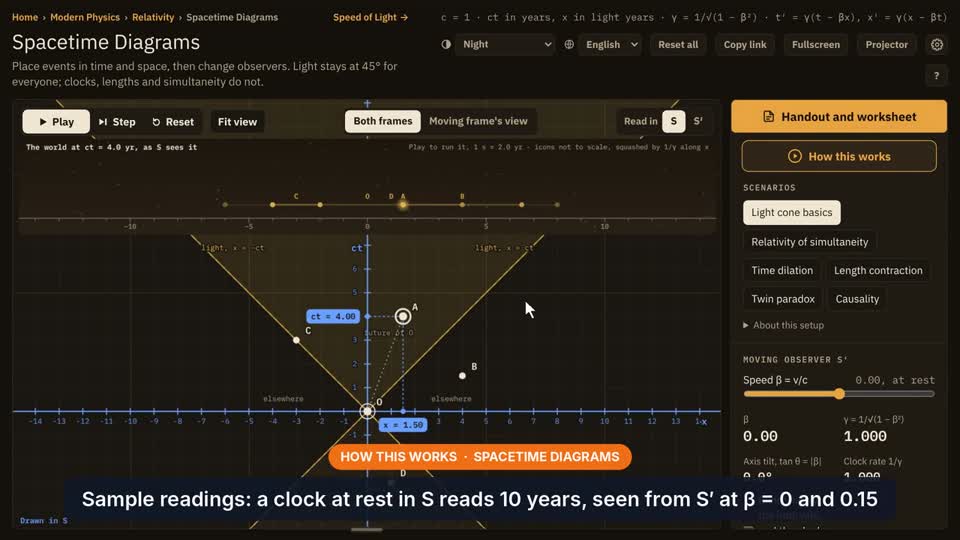 Home › Modern Physics › Relativity › Spacetime Diagrams
Speed of Light →
c = 1 · ct in years, x in light years · γ = 1/√(1 − β²) · t′ = γ(t − βx), x′ = γ(x − βt)
Spacetime Diagrams
Night
English
Reset all
Copy link
Fullscreen
Projector
Place events in time and space, then change observers. Light stays at 45° for
everyone; clocks, lengths and simultaneity do not.
?
Play
Step
Reset
Fit view
Both frames
Moving frame's view
Read in
S
S′
Handout and worksheet
The world at ct = 4.0 yr, as S sees it
Play to run it, 1 s = 2.0 yr · icons not to scale, squashed by 1/γ along x
How this works
SCENARIOS
C O D A B
−10 −5 0 5 10
Light cone basics
Relativity of simultaneity
Time dilation
Length contraction
Twin paradox
Causality
About this setup
light, x = −ct
ct
light, x = ct
6
5
ct = 4.00
A
future of O
C
3
2
B
1
elsewhere
elsewhere
O
-14 -13 -12 -11 -10 -9 -8 -7 -6 -5 -4 -3 -2 -1 1 2 3 4 5 6 7 8 9 10 11 12 13 x
x = 1.50
-1
D
MOVING OBSERVER S′
Speed β = v/c
0.00, at rest
β
γ = 1/√(1 − β²)
0.00
1.000
Axis tilt, tan θ = |β|
Clock rate 1/γ
HOW THIS WORKS · SPACETIME DIAGRAMS
Sample readings: a clock at rest in S reads 10 years, seen from S′ at β = 0 and 0.15
Drawn in S